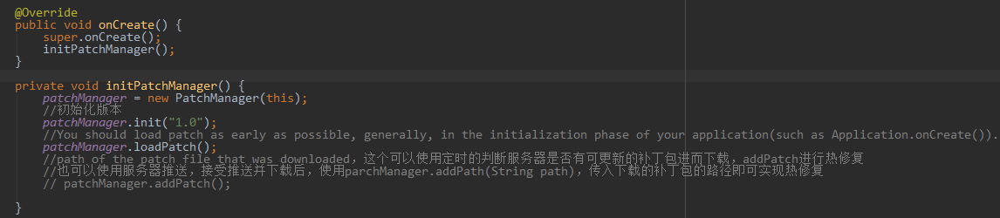 @Override
public void onCreate() {
super.onCreate();
initPatchManager();
}
private void initPatchManager() {
patchManager = new PatchManager(this);
//初始化版本
patchManager.init("1.0");
//You should load patch as early as possible, generally, in the initialization phase of your application(such as Application.onCreate()).
patchManager.loadPatch();
//path of the patch file that was downloaded，这个可以使用定时的判断服务器是否有可更新的补丁包进而下载，addPatch进行热修复
//也可以使用服务器推送，接受推送并下载后，使用parchManager.addPath(String path)，传入下载的补丁包的路径即可实现热修复
// patchManager.addPatch();
}